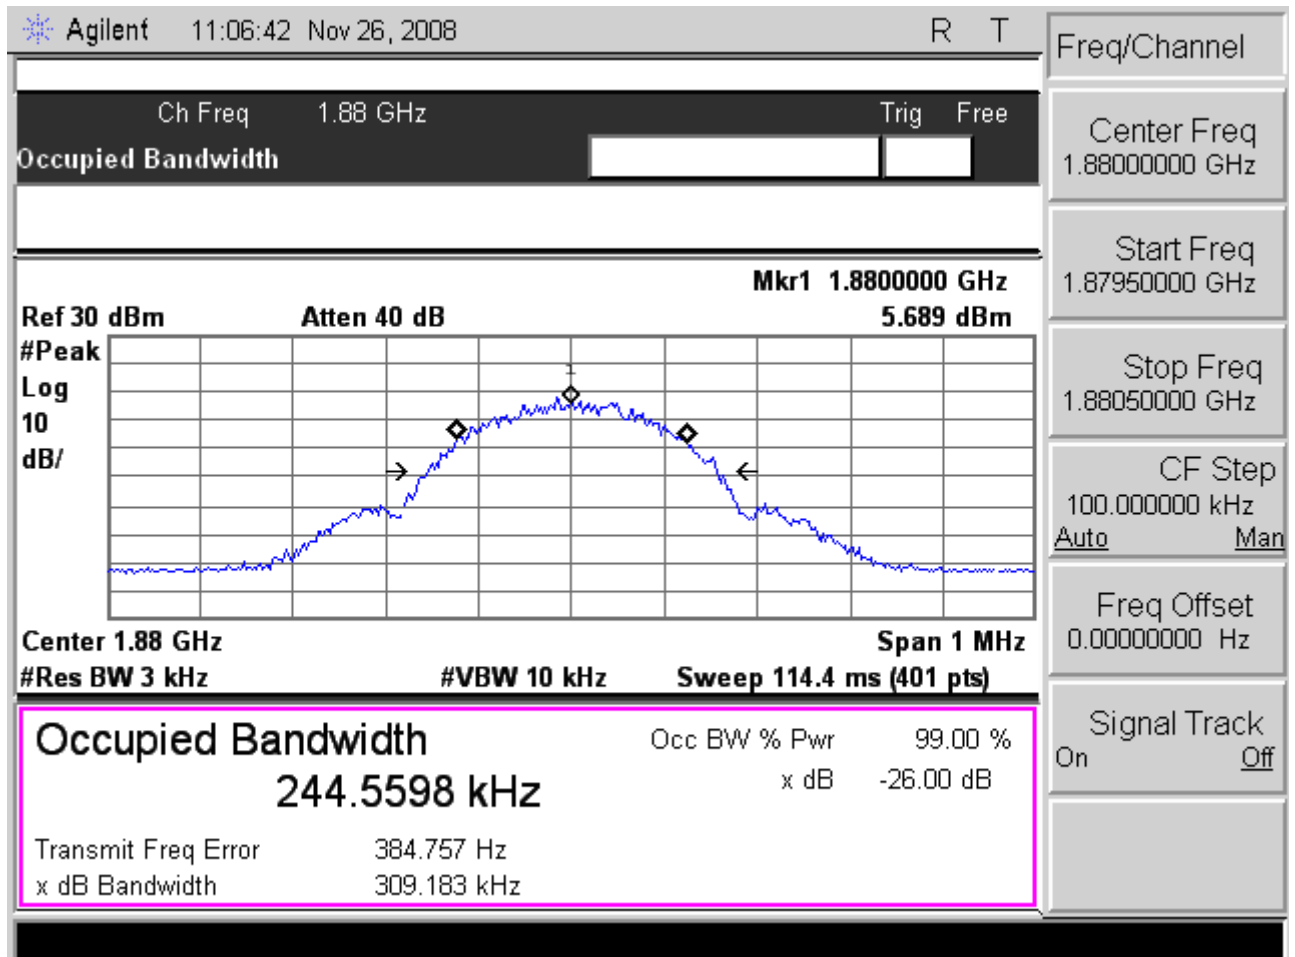 Agilent 11:06:42 Nov 26, 2008 R T
Freq/Channel
Ch Freq 1.88 GHz Trig Free
Occupied Bandwidth
Center Freq
1.88000000 GHz
Start Freq
1.87950000 GHz
Stop Freq
1.88050000 GHz
CF Step
100.000000 kHz
Auto Man
Freq Offset
0.00000000 Hz
Signal Track
On Off
Mkr1 1.8800000 GHz
Ref 30 dBm Atten 40 dB 5.689 dBm
#Peak
Log
10
dB/
1
Center 1.88 GHz Span 1 MHz
#Res BW 3 kHz #VBW 10 kHz Sweep 114.4 ms (401 pts)
Occupied Bandwidth
244.5598 kHz
Occ BW % Pwr 99.00 %
x dB -26.00 dB
Transmit Freq Error 384.757 Hz
x dB Bandwidth 309.183 kHz